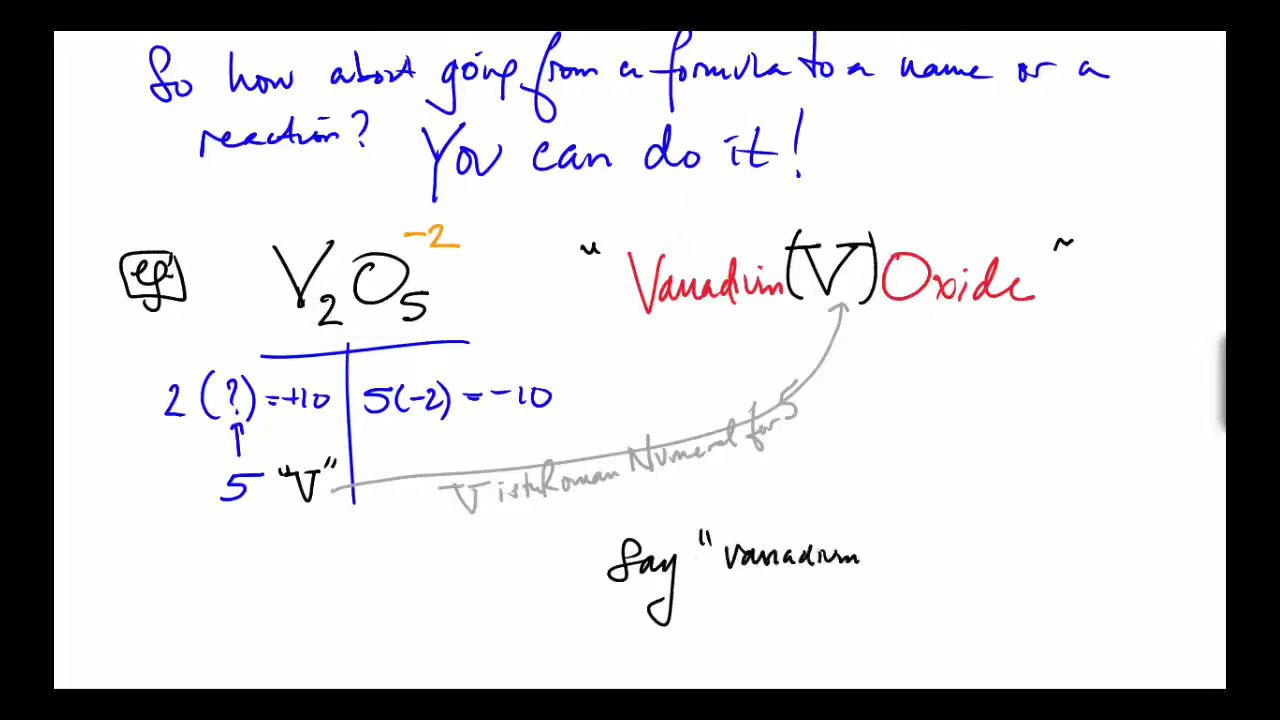 So how about going from a formula to a name or a
reaction? You can do it!
eg' V₂O₅ -2 "Vanadium(V)Oxide"
2(?)=+10 5(-2)=-10
5 "V" V is the Roman Numeral for 5
Say "vanadium